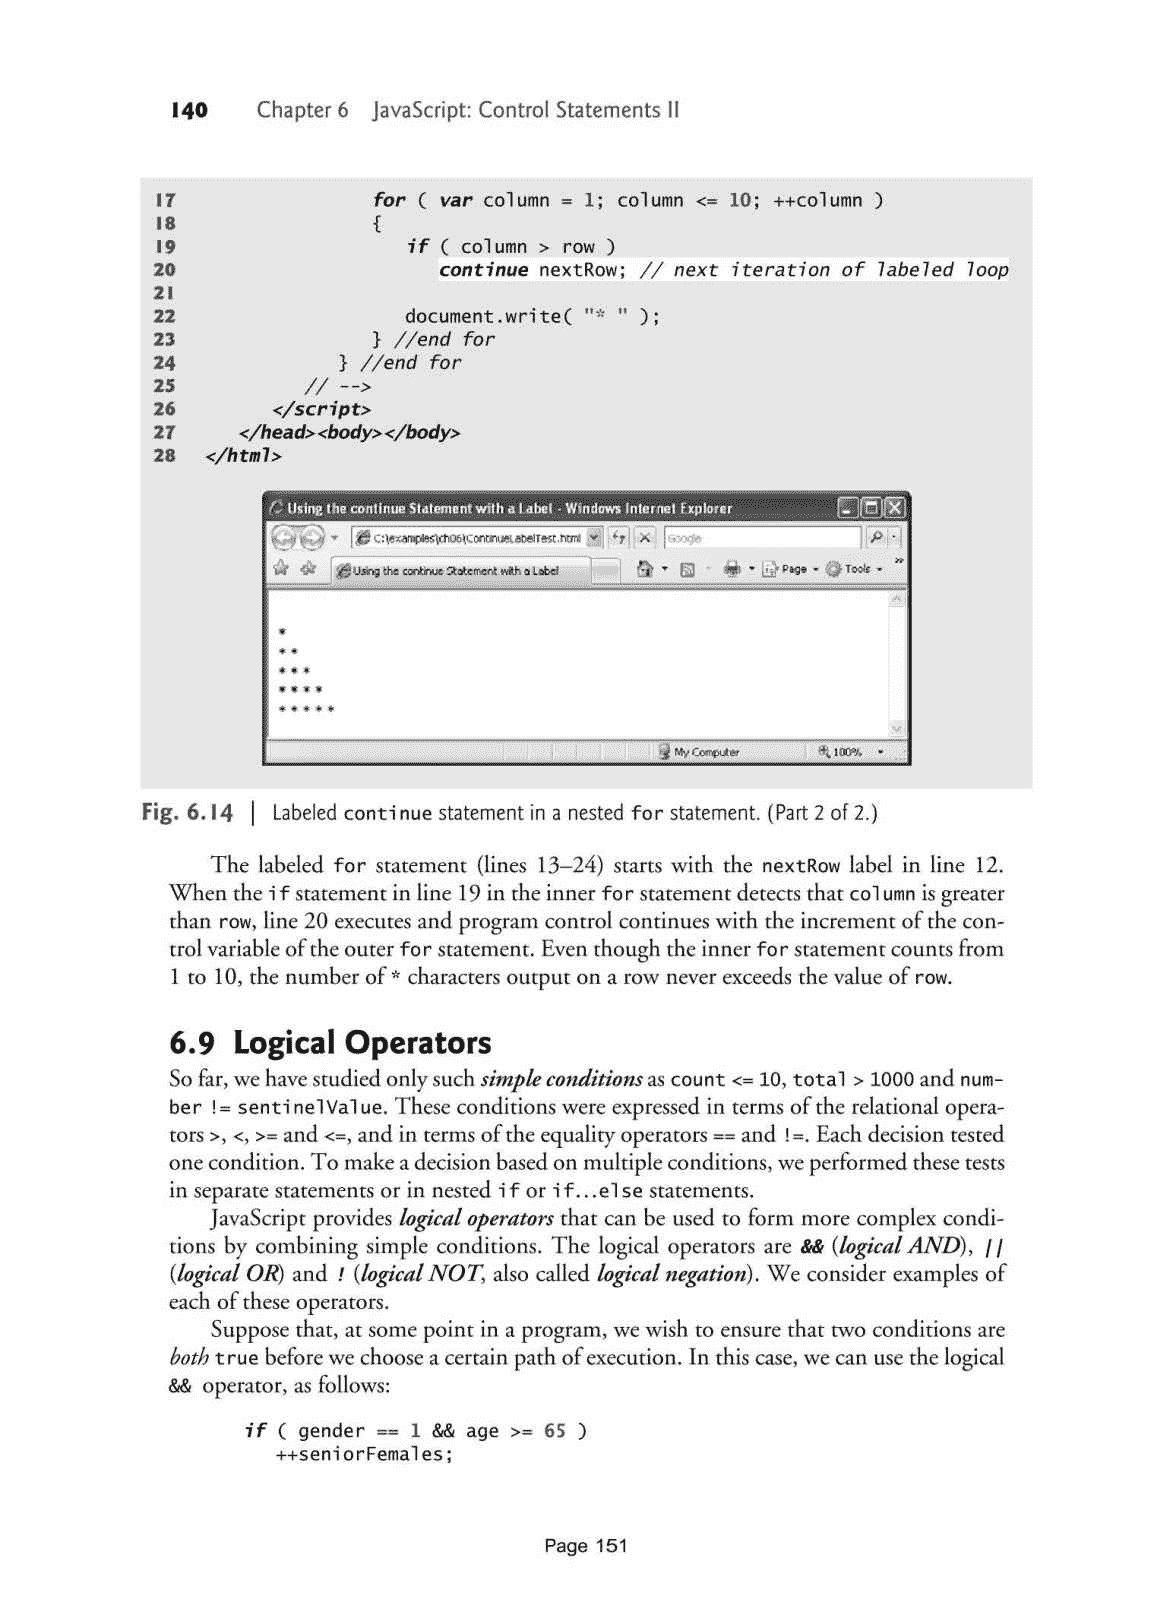 140 Chapter 6 JavaScript: Control Statements II
17 for ( var column = 1; column <= 10; ++column )
18 {
19 if ( column > row )
20 continue nextRow; // next iteration of labeled loop
21
22 document.write( "* " );
23 } //end for
24 } //end for
25 // -->
26 </script>
27 </head><body></body>
28 </html>
Using the continue Statement with a Label - Windows Internet Explorer
C:\examples\ch06\ContinueLabelTest.html Google
Using the continue Statement with a Label Page Tools »
*
* *
* * *
* * * *
* * * * *
My Computer 100%
Fig. 6.14 | Labeled continue statement in a nested for statement. (Part 2 of 2.)
The labeled for statement (lines 13–24) starts with the nextRow label in line 12.
When the if statement in line 19 in the inner for statement detects that column is greater
than row, line 20 executes and program control continues with the increment of the con-
trol variable of the outer for statement. Even though the inner for statement counts from
1 to 10, the number of * characters output on a row never exceeds the value of row.
6.9 Logical Operators
So far, we have studied only such simple conditions as count <= 10, total > 1000 and num-
ber != sentinelValue. These conditions were expressed in terms of the relational opera-
tors >, <, >= and <=, and in terms of the equality operators == and !=. Each decision tested
one condition. To make a decision based on multiple conditions, we performed these tests
in separate statements or in nested if or if...else statements.
JavaScript provides logical operators that can be used to form more complex condi-
tions by combining simple conditions. The logical operators are && (logical AND), ||
(logical OR) and ! (logical NOT, also called logical negation). We consider examples of
each of these operators.
Suppose that, at some point in a program, we wish to ensure that two conditions are
both true before we choose a certain path of execution. In this case, we can use the logical
&& operator, as follows:
if ( gender == 1 && age >= 65 )
++seniorFemales;
Page 151